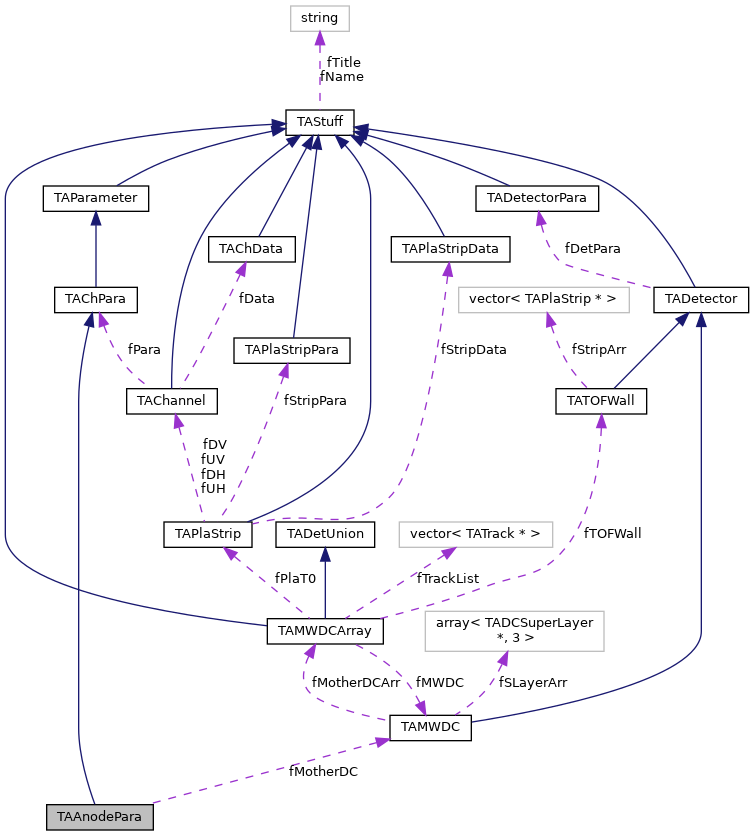 string
fTitle
fName
TAStuff
TAParameter
TADetectorPara
TAChData
TAPlaStripData
fDetPara
TAChPara
fData
vector< TAPlaStrip * >
TADetector
fPara
TAPlaStripPara
fStripData
fStripArr
TAChannel
fStripPara
TATOFWall
fDV
fUV
fDH
fUH
TAPlaStrip
TADetUnion
vector< TATrack * >
fTOFWall
fPlaT0
fTrackList
TAMWDCArray
array< TADCSuperLayer
*, 3 >
fMotherDCArr
fMWDC
fSLayerArr
TAMWDC
fMotherDC
TAAnodePara